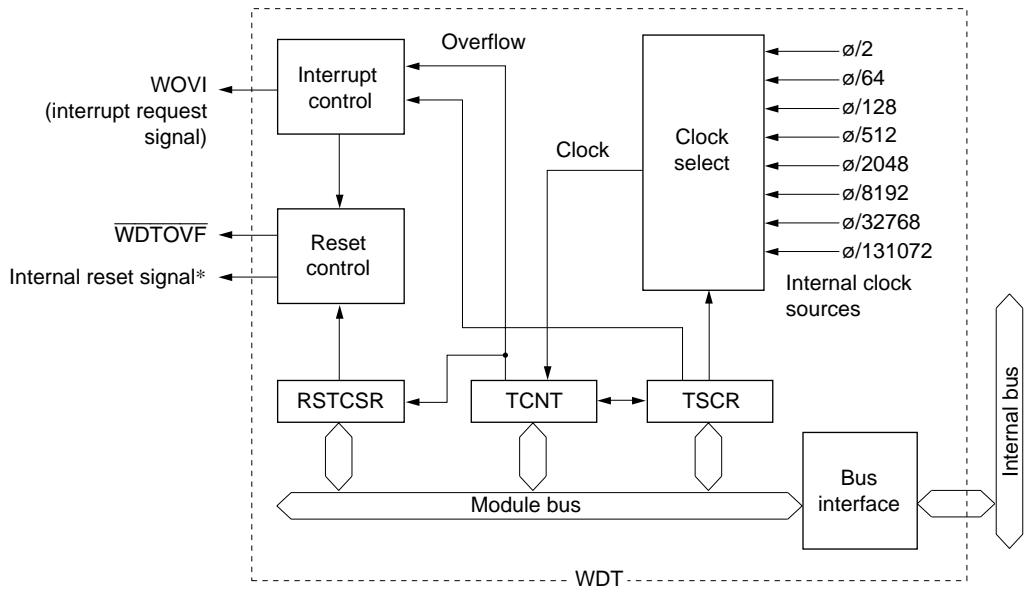 Overflow
Interrupt
control
WOVI
(interrupt request
signal)
Clock
Clock
select
ø/2
ø/64
ø/128
ø/512
ø/2048
ø/8192
ø/32768
ø/131072
Internal clock
sources
WDTOVF
Internal reset signal*
Reset
control
RSTCSR
TCNT
TSCR
Module bus
Bus
interface
Internal bus
WDT